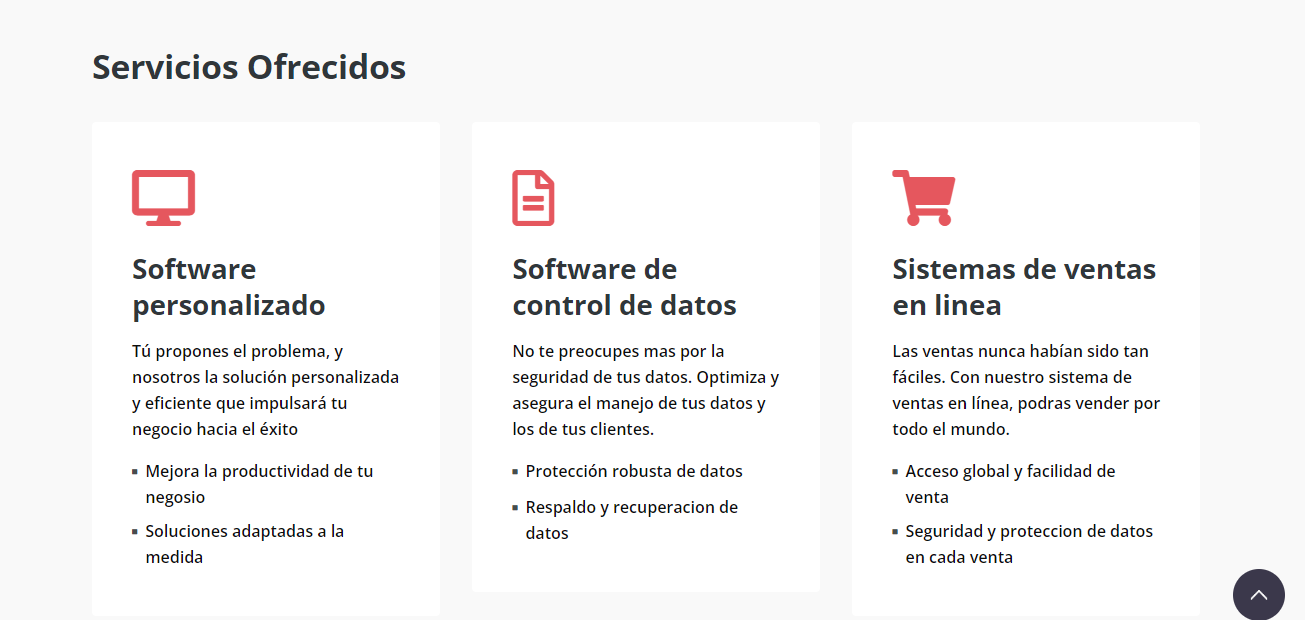 Servicios Ofrecidos
Software
personalizado
Tú propones el problema, y
nosotros la solución personalizada
y eficiente que impulsará tu
negocio hacia el éxito
Mejora la productividad de tu
negosio
Soluciones adaptadas a la
medida
Software de
control de datos
No te preocupes mas por la
seguridad de tus datos. Optimiza y
asegura el manejo de tus datos y
los de tus clientes.
Protección robusta de datos
Respaldo y recuperacion de
datos
Sistemas de ventas
en linea
Las ventas nunca habían sido tan
fáciles. Con nuestro sistema de
ventas en línea, podras vender por
todo el mundo.
Acceso global y facilidad de
venta
Seguridad y proteccion de datos
en cada venta